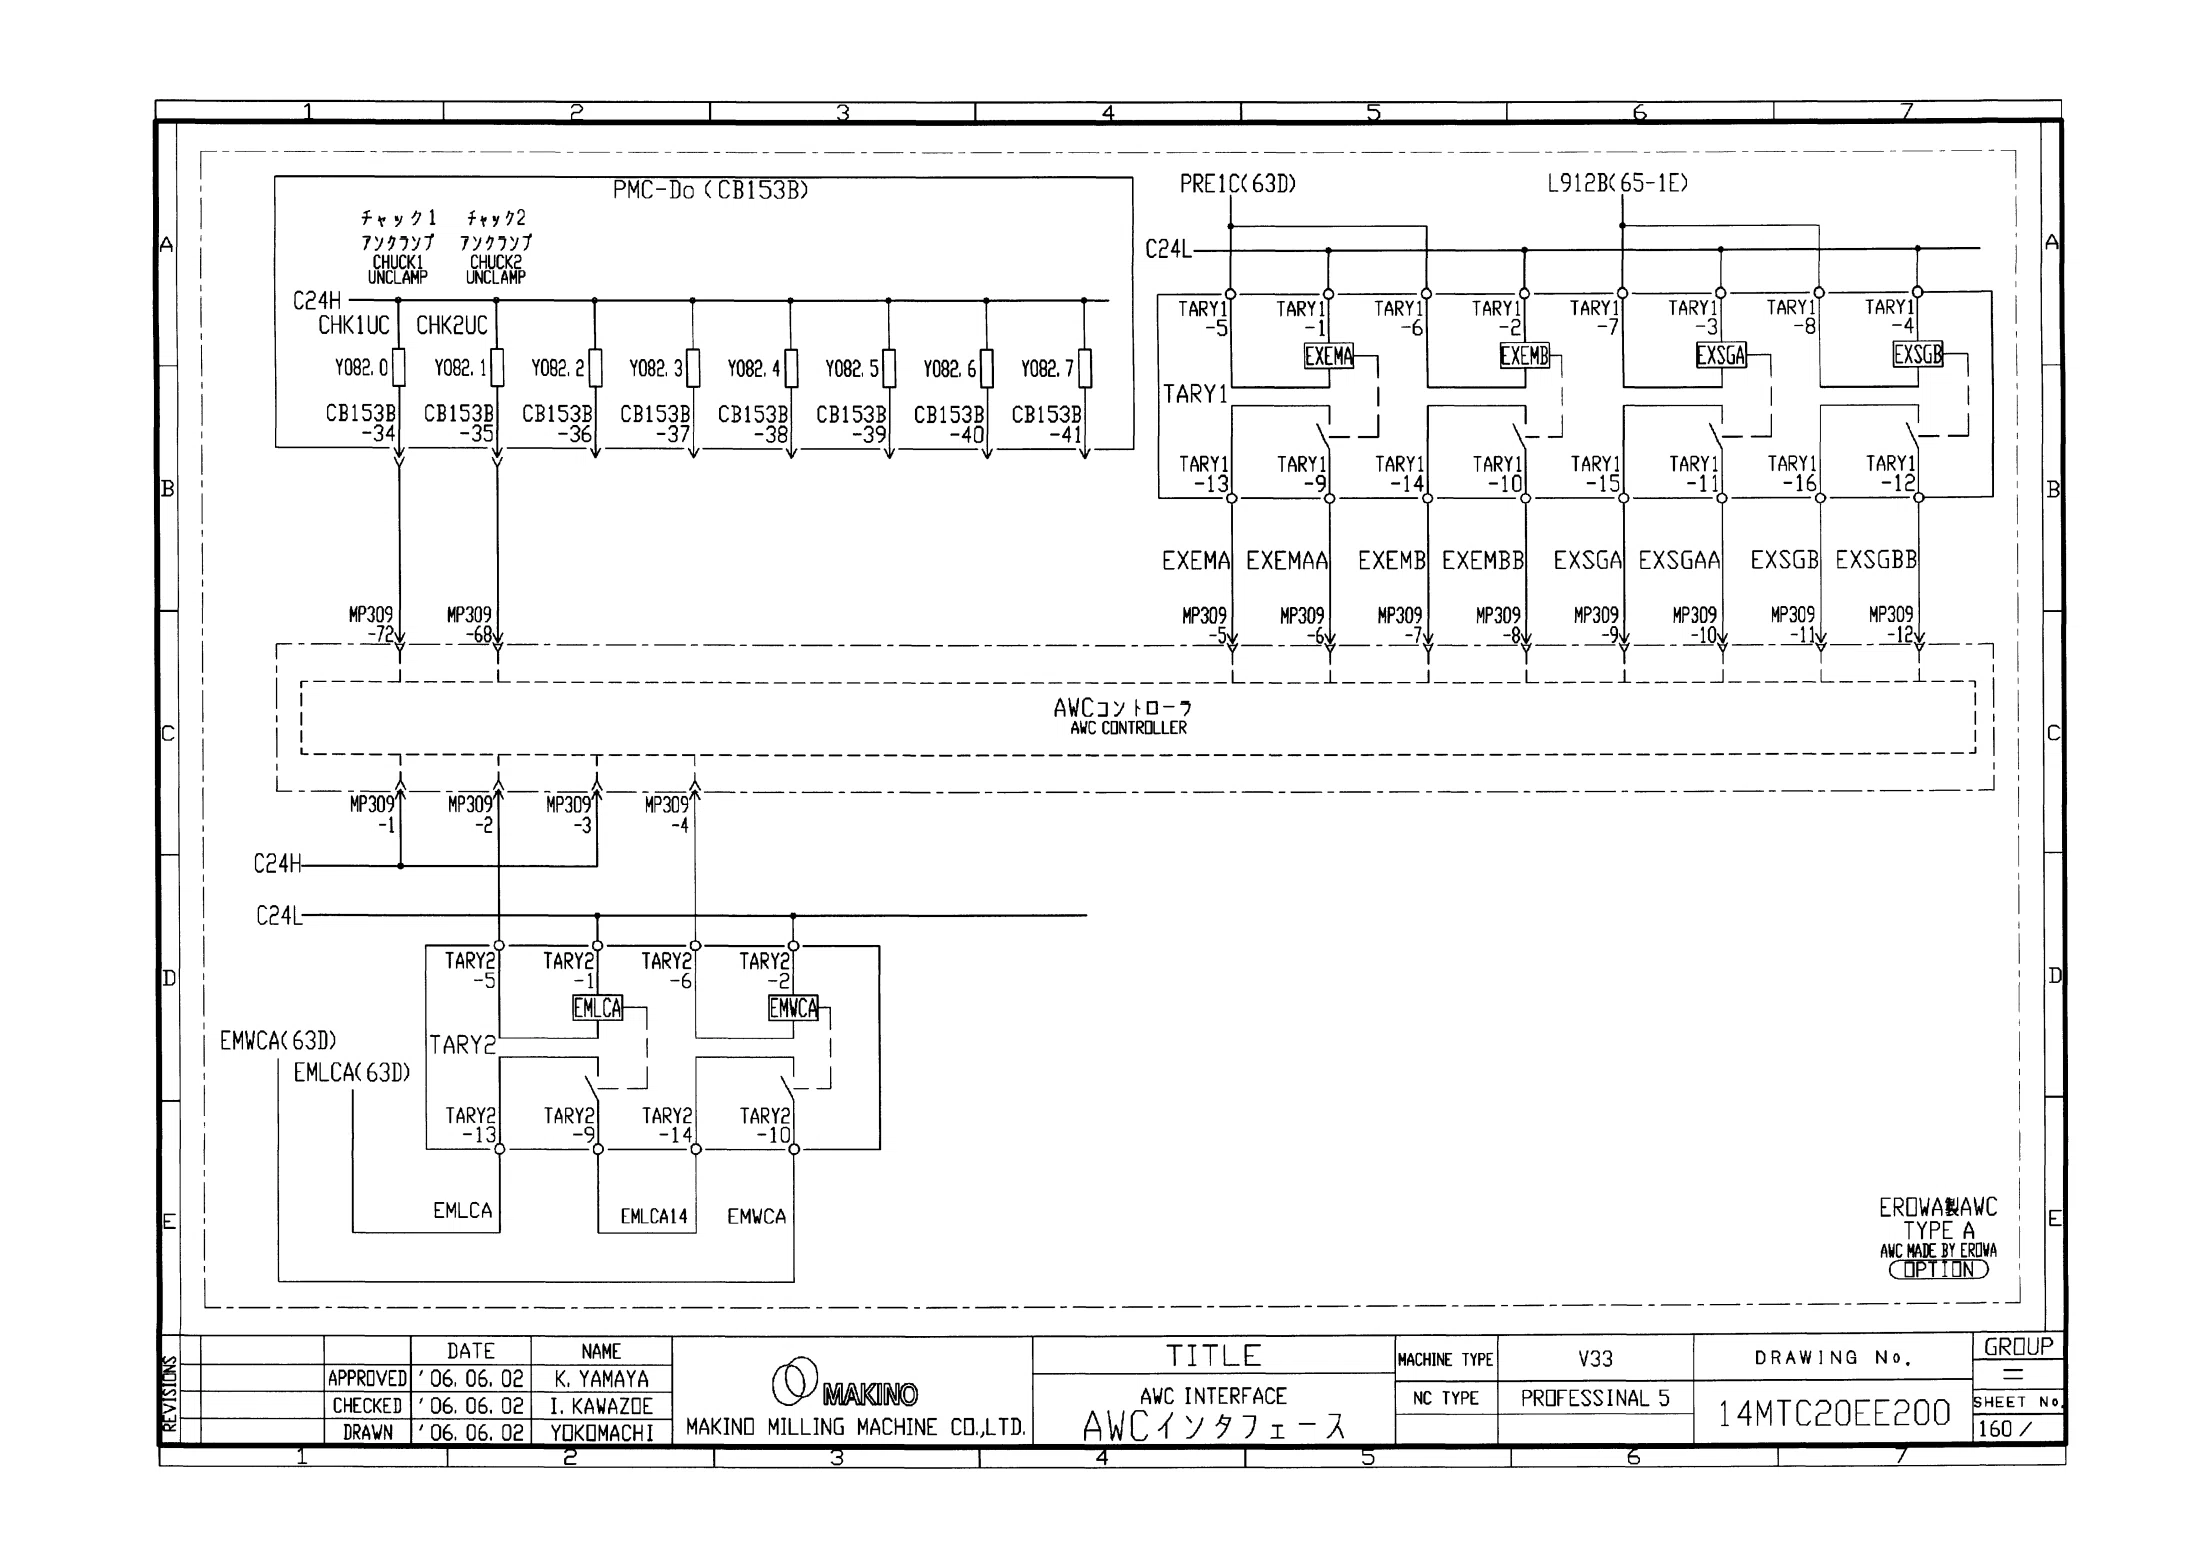 1 2 3 4 5 6 7
A
B
C
D
E
PMC-Do (CB153B)
チャック1 チャック2
アンクランプ アンクランプ
CHUCK1 CHUCK2
UNCLAMP UNCLAMP
C24H
CHK1UC CHK2UC
Y082.0 Y082.1 Y082.2 Y082.3 Y082.4 Y082.5 Y082.6 Y082.7
CB153B CB153B CB153B CB153B CB153B CB153B CB153B CB153B
-34 -35 -36 -37 -38 -39 -40 -41
PRE1C(63D) L912B(65-1E)
C24L
TARY1 TARY1 TARY1 TARY1 TARY1 TARY1 TARY1 TARY1
-5 -1 -6 -2 -7 -3 -8 -4
EXEMA EXEMB EXSGA EXSGB
TARY1
TARY1 TARY1 TARY1 TARY1 TARY1 TARY1 TARY1 TARY1
-13 -9 -14 -10 -15 -11 -16 -12
EXEMA EXEMAA EXEMB EXEMBB EXSGA EXSGAA EXSGB EXSGBB
MP309 MP309 MP309 MP309 MP309 MP309 MP309 MP309 MP309 MP309
-72 -68 -5 -6 -7 -8 -9 -10 -11 -12
AWCコントローラ
AWC CONTROLLER
MP309 MP309 MP309 MP309
-1 -2 -3 -4
C24H
C24L
TARY2 TARY2 TARY2 TARY2
-5 -1 -6 -2
EMLCA EMWCA
EMWCA(63D)
TARY2
EMLCA(63D)
TARY2 TARY2 TARY2 TARY2
-13 -9 -14 -10
EMLCA EMLCA14 EMWCA
EROWA製AWC
TYPE A
AWC MADE BY EROWA
OPTION
A
B
C
D
E
REVISIONS
DATE NAME
APPROVED '06.06.02 K. YAMAYA
CHECKED '06.06.02 I. KAWAZOE
DRAWN '06.06.02 YOKOMACHI
MAKINO
MAKINO MILLING MACHINE CO.,LTD.
TITLE
AWC INTERFACE
AWCインタフェース
MACHINE TYPE V33
NC TYPE PROFESSINAL 5
DRAWING No.
14MTC20EE200
GROUP
=
SHEET No.
160 /
1 2 3 4 5 6 7